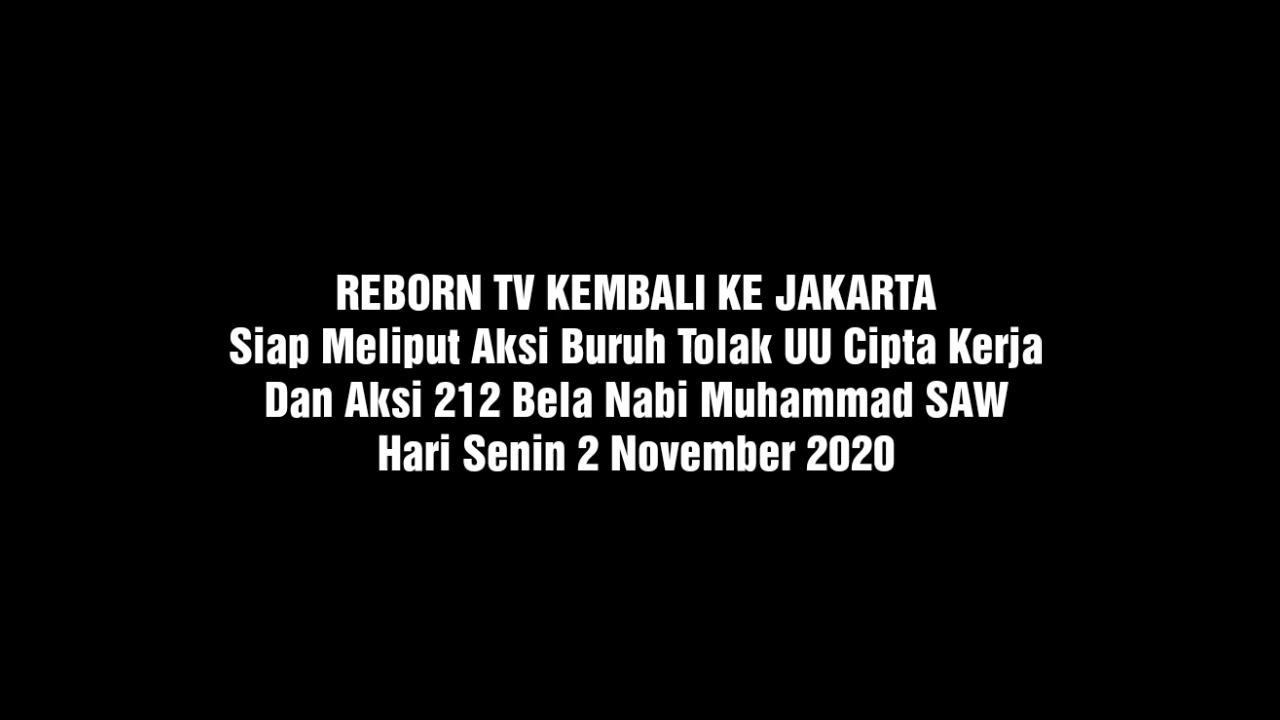 REBORN TV KEMBALI KE JAKARTA
Siap Meliput Aksi Buruh Tolak UU Cipta Kerja
Dan Aksi 212 Bela Nabi Muhammad SAW
Hari Senin 2 November 2020